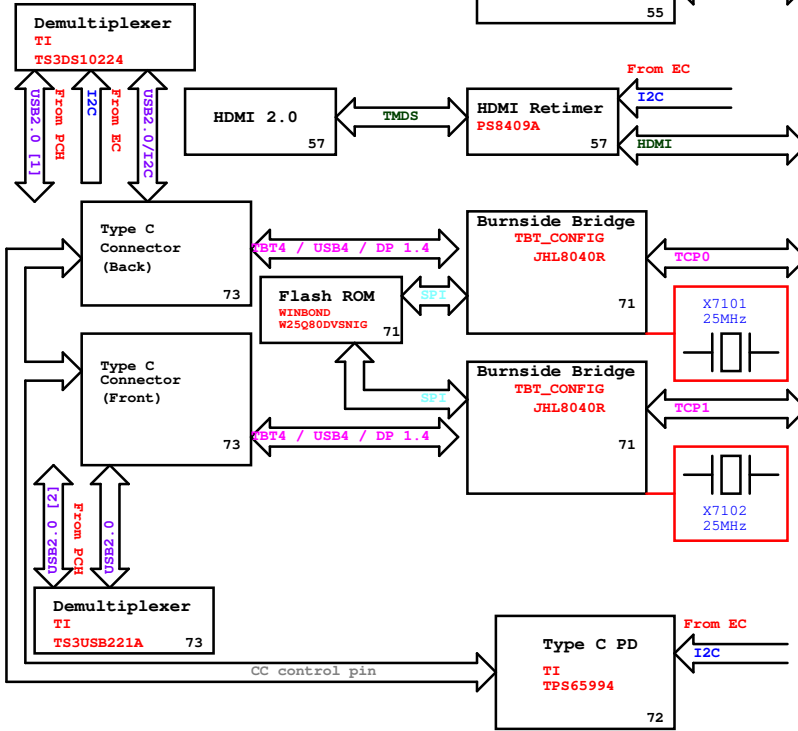 55
Demultiplexer
TI
TS3DS10224
USB2.0 [1]
From PCH
I2C
From EC
USB2.0/I2C
HDMI 2.0
57
TMDS
HDMI Retimer
PS8409A
57
From EC
I2C
HDMI
Type C
Connector
(Back)
73
TBT4 / USB4 / DP 1.4
Burnside Bridge
TBT_CONFIG
JHL8040R
71
TCP0
Flash ROM
WINBOND
W25Q80DVSNIG
71
SPI
X7101
25MHz
Type C
Connector
(Front)
73
SPI
TBT4 / USB4 / DP 1.4
Burnside Bridge
TBT_CONFIG
JHL8040R
71
TCP1
X7102
25MHz
USB2.0 [2]
From PCH
USB2.0
Demultiplexer
TI
TS3USB221A
73
CC control pin
Type C PD
TI
TPS65994
72
From EC
I2C